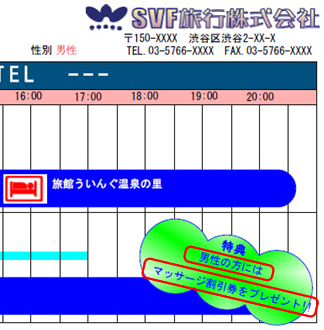 SVF旅行株式会社
〒150-XXXX 渋谷区渋谷2-XX-X
性別 男性
TEL. 03-5766-XXXX FAX. 03-5766-XXXX
TEL ---
16:00 17:00 18:00 19:00 20:00
旅館ういんぐ温泉の里
特典
男性の方には
マッサージ割引券をプレゼント!!